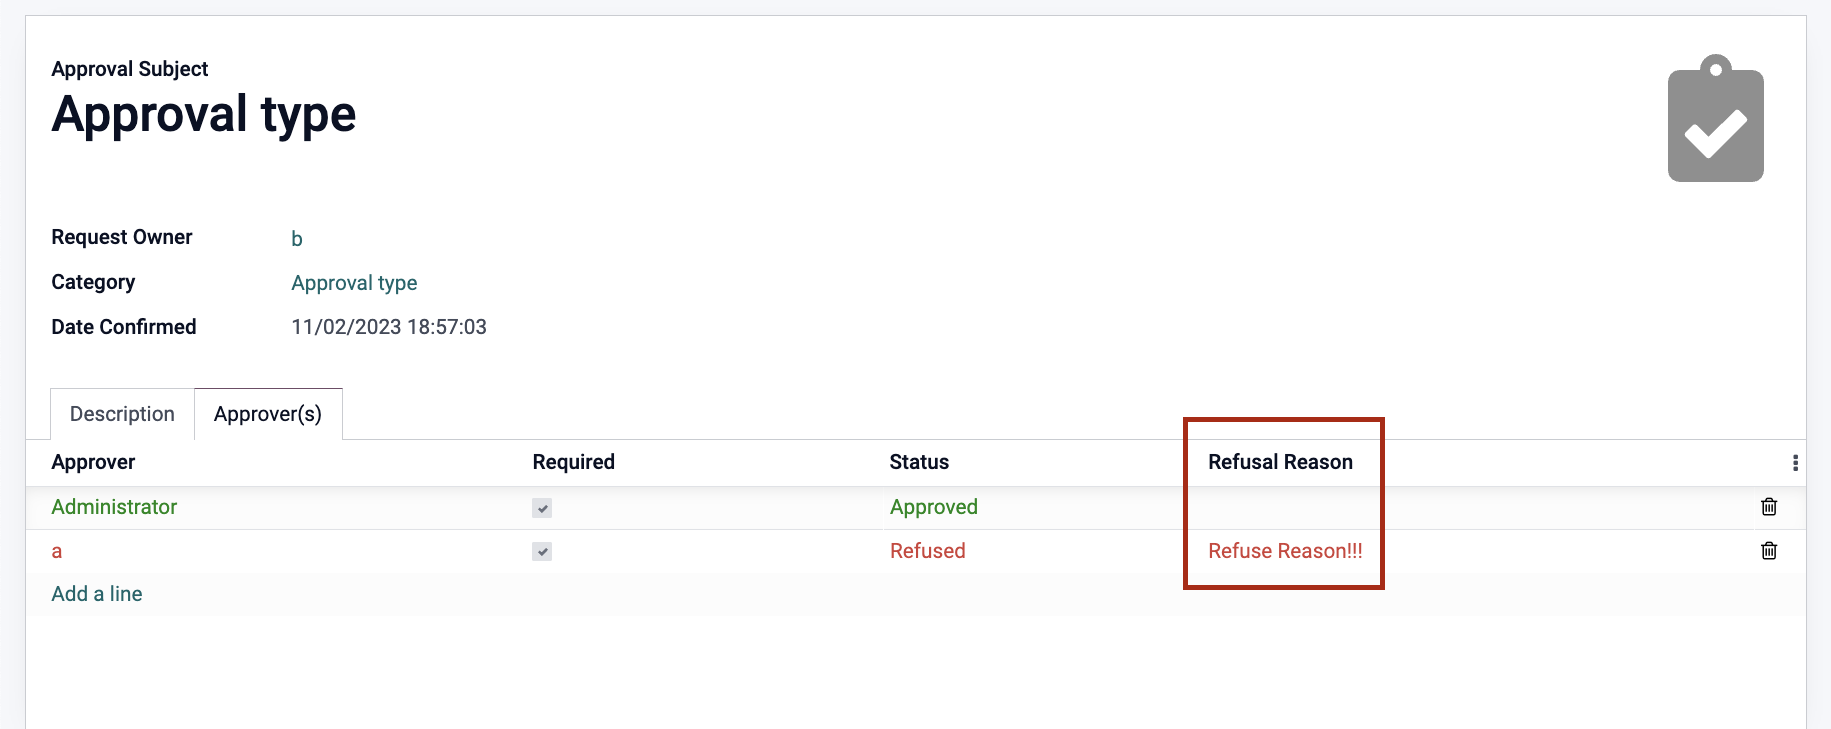 Approval Subject
Approval type
Request Owner b
Category Approval type
Date Confirmed 11/02/2023 18:57:03
Description Approver(s)
Approver Required Status Refusal Reason
Administrator Approved
a Refused Refuse Reason!!!
Add a line